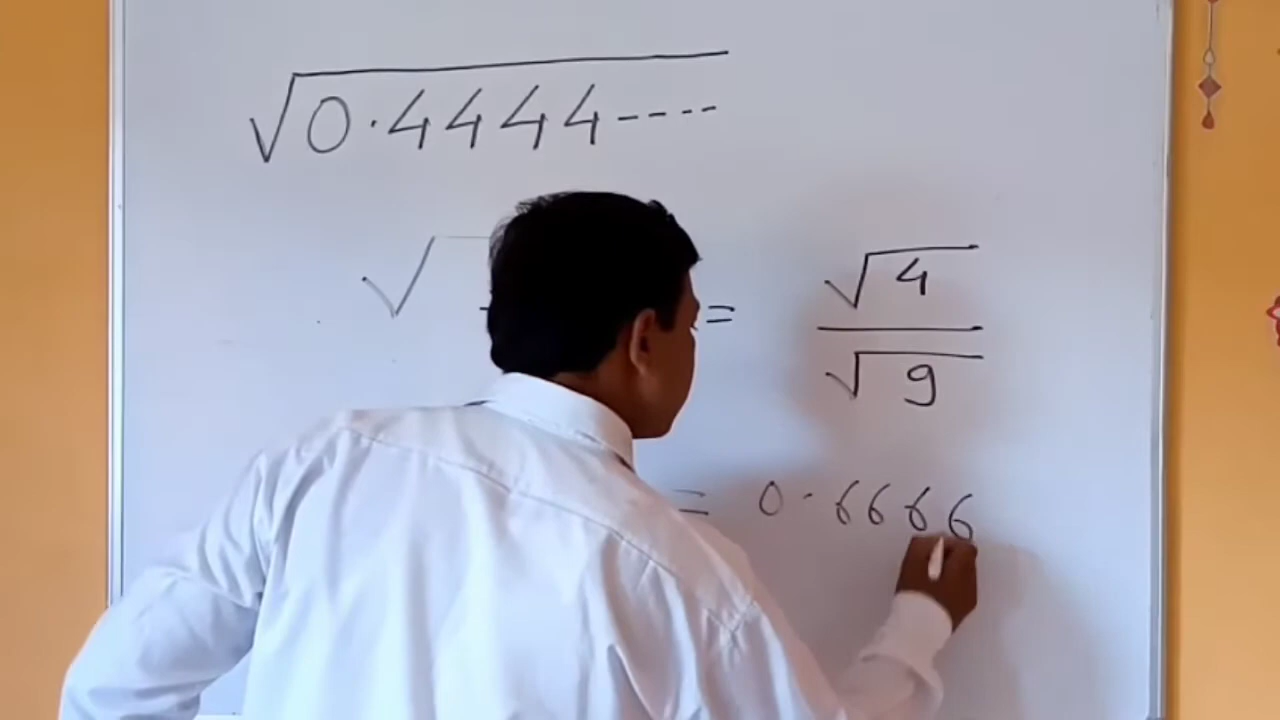 √0.4444----
√ = √4/√9
= 0.6666